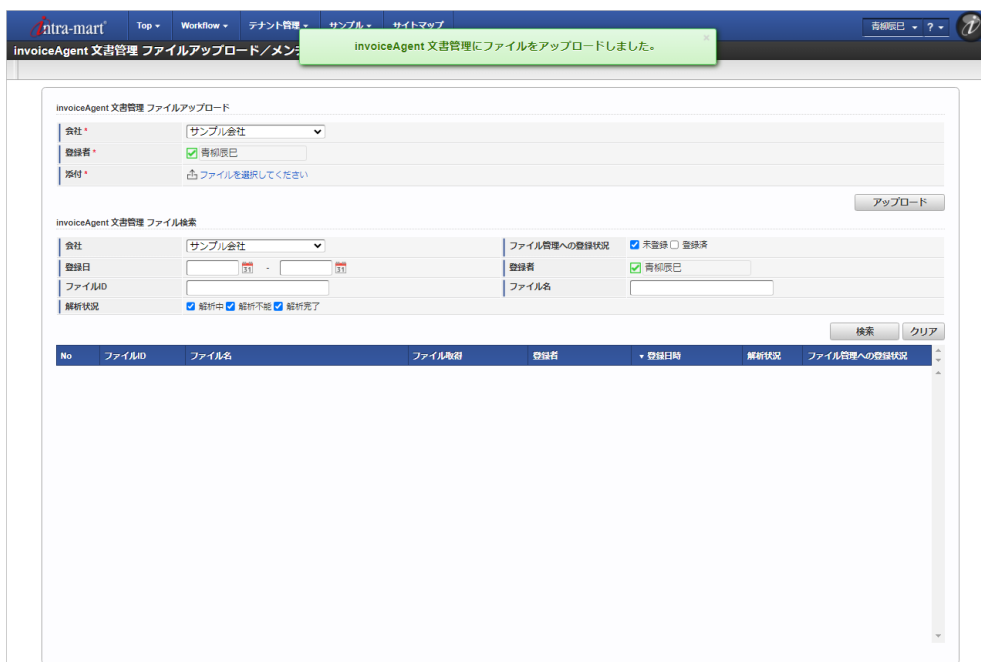 intra-mart Top Workflow テナント管理 サンプル サイトマップ 青柳辰巳 ?
invoiceAgent 文書管理 ファイルアップロード／メンテ
invoiceAgent 文書管理にファイルをアップロードしました。 ×
invoiceAgent 文書管理 ファイルアップロード
会社* サンプル会社
登録者* 青柳辰巳
添付* ファイルを選択してください
アップロード
invoiceAgent 文書管理 ファイル検索
会社 サンプル会社 ファイル管理への登録状況 未登録 登録済
登録日 31 - 31 登録者 青柳辰巳
ファイルID ファイル名
解析状況 解析中 解析不能 解析完了
検索 クリア
No ファイルID ファイル名 ファイル取得 登録者 登録日時 解析状況 ファイル管理への登録状況